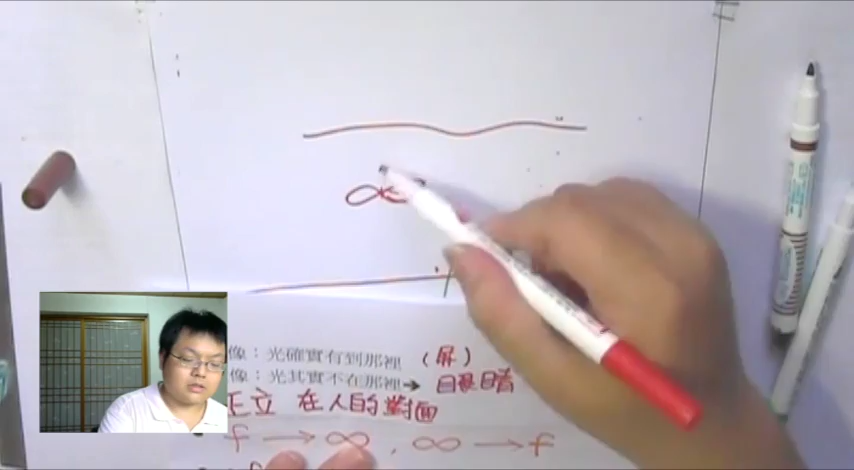 像：光確實有到那裡（屏）
像：光其實不在那裡→眼睛
正立 在人的對面
f → ∞ , ∞ → f